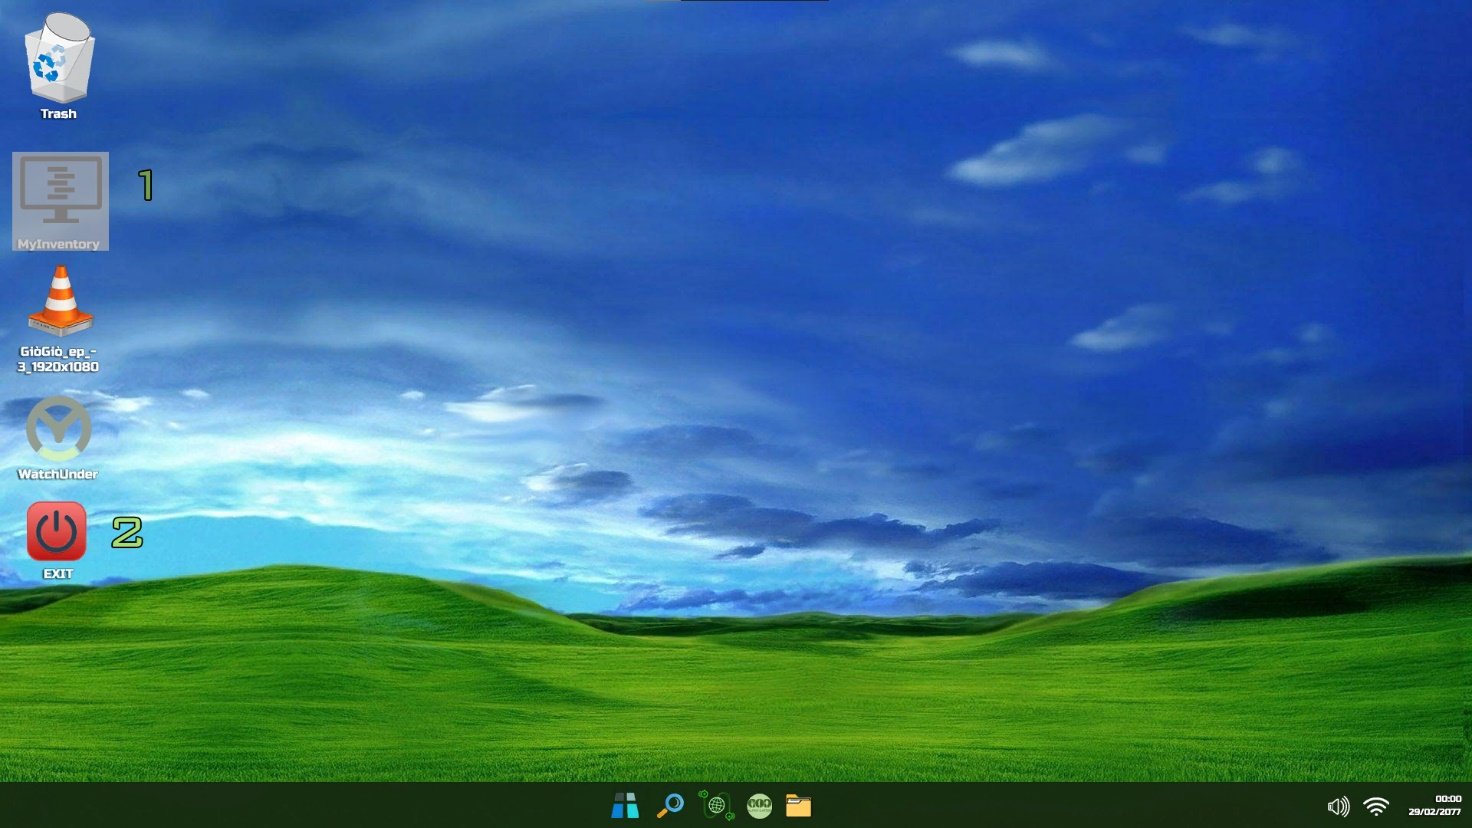 Trash
1
MyInventory
GiòGiò_ep_-
3_1920x1080
WatchUnder
2
EXIT
00:00
29/02/2077